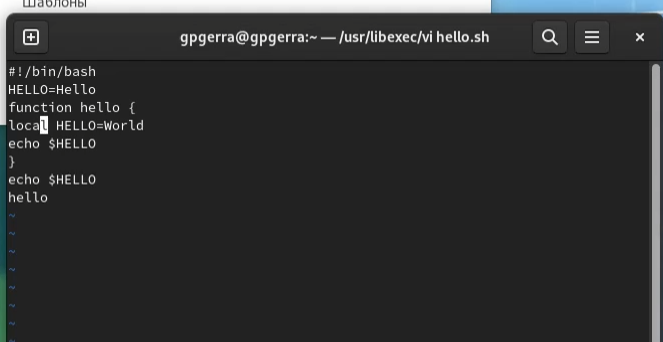 Шаблоны
gpgerra@gpgerra:~ — /usr/libexec/vi hello.sh
#!/bin/bash
HELLO=Hello
function hello {
local HELLO=World
echo $HELLO
}
echo $HELLO
hello
~
~
~
~
~
~
~
~